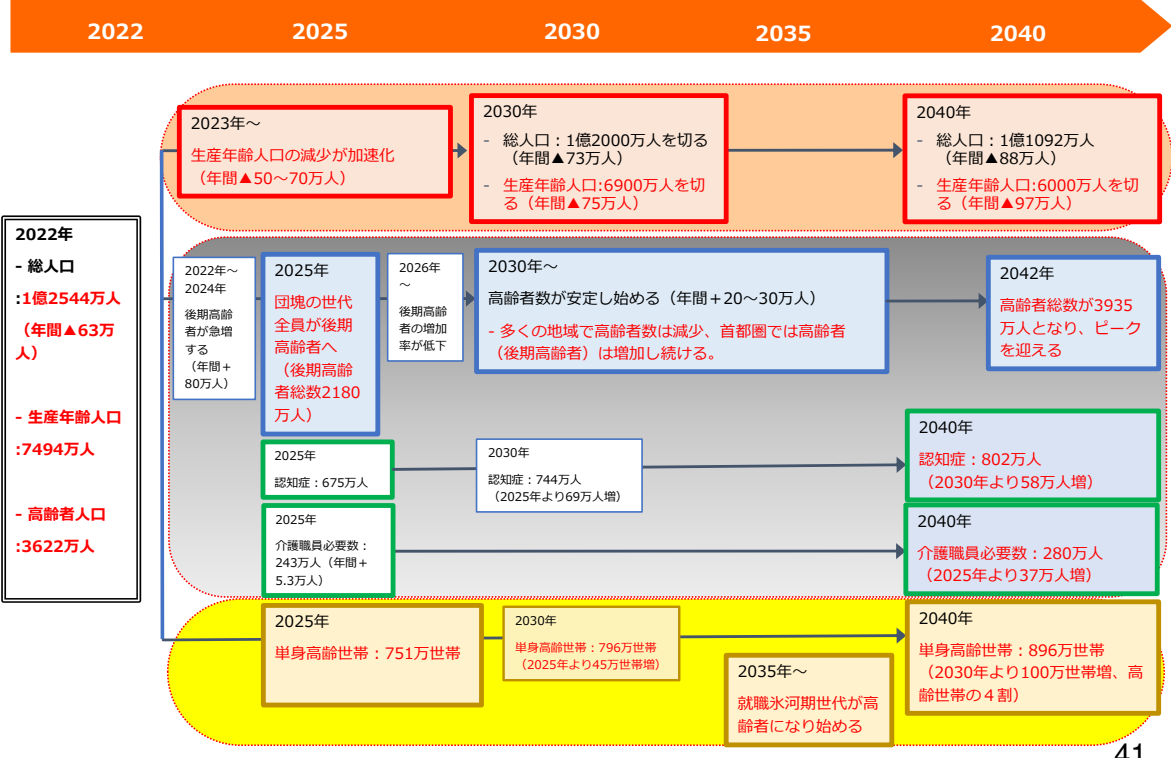 2022 2025 2030 2035 2040
2022年
- 総人口
:1億2544万人
（年間▲63万
人）
- 生産年齢人口
:7494万人
- 高齢者人口
:3622万人
2023年～
生産年齢人口の減少が加速化
（年間▲50～70万人）
2030年
- 総人口：1億2000万人を切る
（年間▲73万人）
- 生産年齢人口:6900万人を切
る（年間▲75万人）
2040年
- 総人口：1億1092万人
（年間▲88万人）
- 生産年齢人口:6000万人を切
る（年間▲97万人）
2022年～
2024年
後期高齢
者が急増
する
（年間＋
80万人）
2025年
団塊の世代
全員が後期
高齢者へ
（後期高齢
者総数2180
万人）
2026年
～
後期高齢
者の増加
率が低下
2030年～
高齢者数が安定し始める（年間＋20～30万人）
- 多くの地域で高齢者数は減少、首都圏では高齢者
（後期高齢者）は増加し続ける。
2042年
高齢者総数が3935
万人となり、ピーク
を迎える
2025年
認知症：675万人
2030年
認知症：744万人
（2025年より69万人増）
2040年
認知症：802万人
（2030年より58万人増）
2025年
介護職員必要数：
243万人（年間＋
5.3万人）
2040年
介護職員必要数：280万人
（2025年より37万人増）
2025年
単身高齢世帯：751万世帯
2030年
単身高齢世帯：796万世帯
（2025年より45万世帯増）
2035年～
就職氷河期世代が高
齢者になり始める
2040年
単身高齢世帯：896万世帯
（2030年より100万世帯増、高
齢世帯の４割）
41